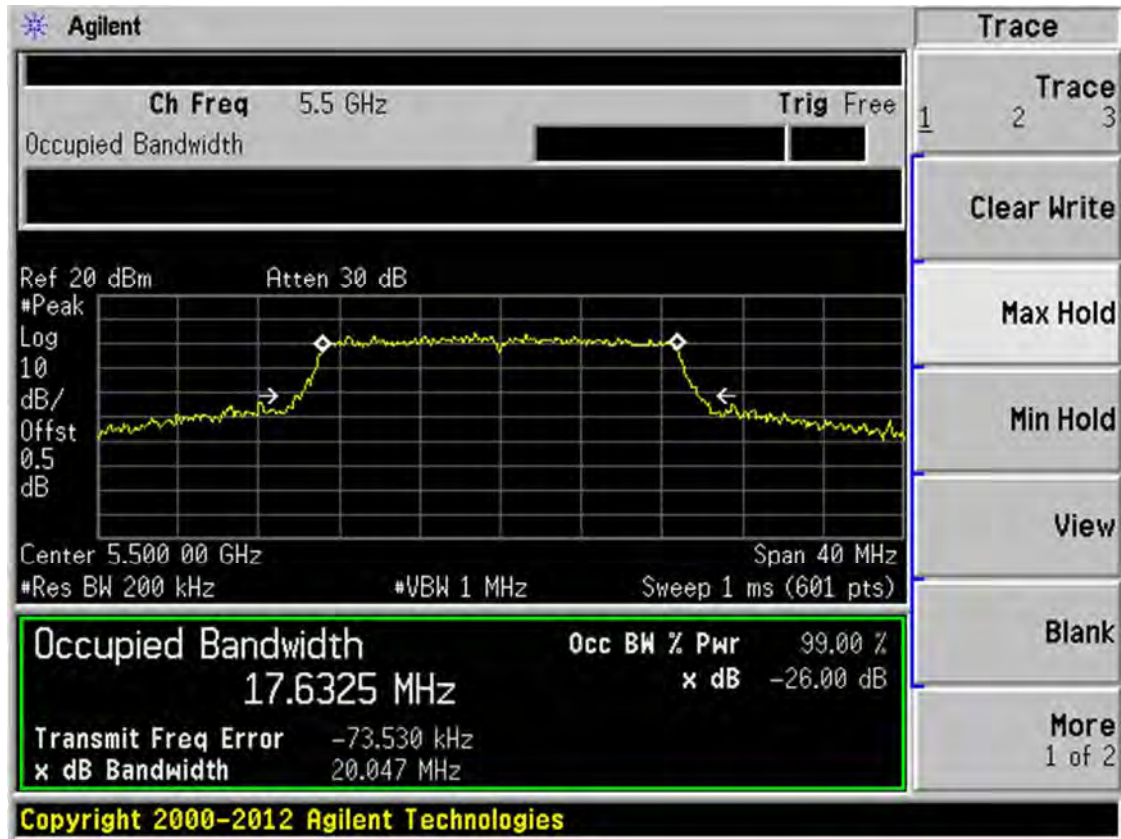 Agilent
Trace
Ch Freq 5.5 GHz Trig Free
Occupied Bandwidth
Trace
1 2 3
Clear Write
Max Hold
Min Hold
View
Blank
More
1 of 2
Ref 20 dBm Atten 30 dB
#Peak
Log
10
dB/
Offst
0.5
dB
Center 5.500 00 GHz Span 40 MHz
#Res BW 200 kHz #VBW 1 MHz Sweep 1 ms (601 pts)
Occupied Bandwidth Occ BW % Pwr 99.00 %
17.6325 MHz x dB -26.00 dB
Transmit Freq Error -73.530 kHz
x dB Bandwidth 20.047 MHz
Copyright 2000-2012 Agilent Technologies